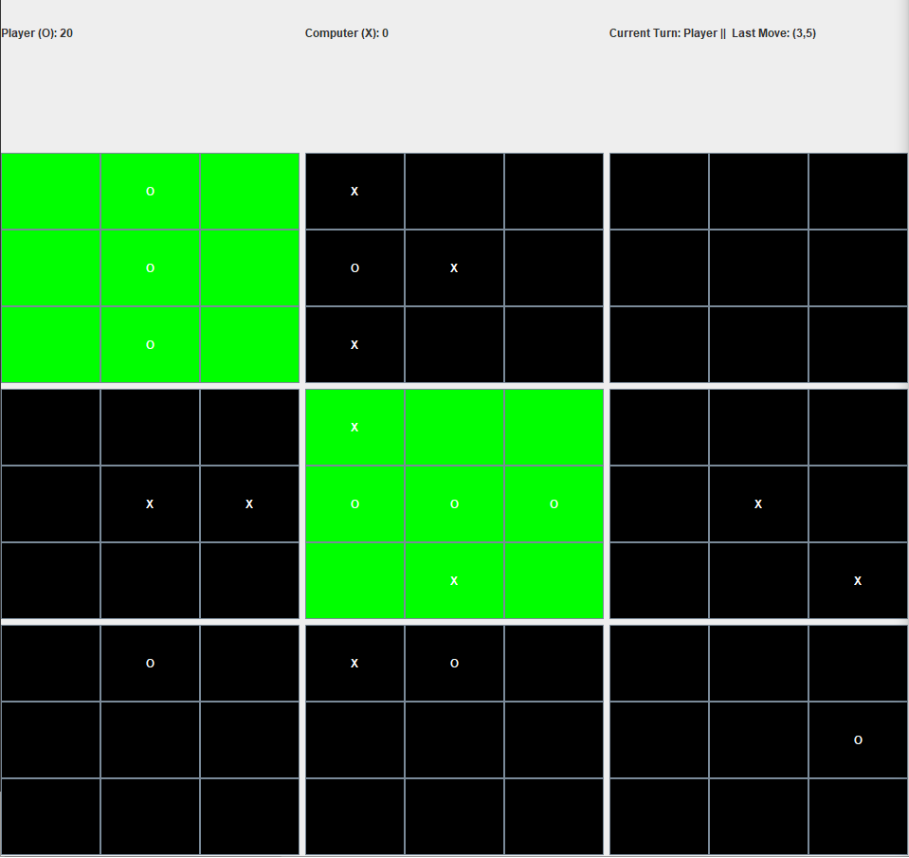 Player (O): 20 Computer (X): 0 Current Turn: Player || Last Move: (3,5)
O X
O O X
O X
X
X X O O O X
X X
O X O
O